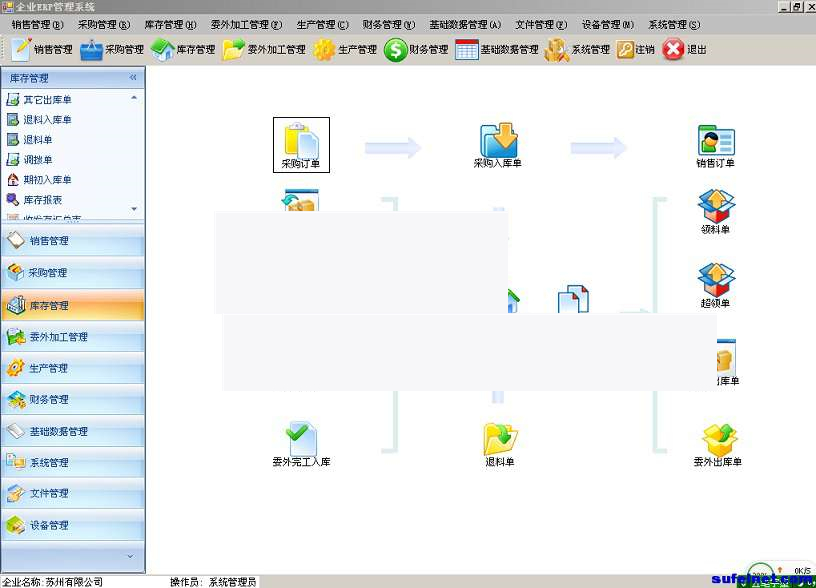 企业ERP管理系统
销售管理(B) 采购管理(R) 库存管理(H) 委外加工管理(Z) 生产管理(C) 财务管理(W) 基础数据管理(A) 文件管理(F) 设备管理(M) 系统管理(S)
销售管理 采购管理 库存管理 委外加工管理 生产管理 财务管理 基础数据管理 系统管理 注销 退出
库存管理
其它出库单
退料入库单
退料单
调拨单
期初入库单
库存报表
采购订单 采购入库单 销售订单
领料单
超领单
出库单
委外完工入库 退料单 委外出库单
销售管理
采购管理
库存管理
委外加工管理
生产管理
财务管理
基础数据管理
系统管理
文件管理
设备管理
企业名称:苏州有限公司 操作员: 系统管理员
0K/S
sufeinet.com